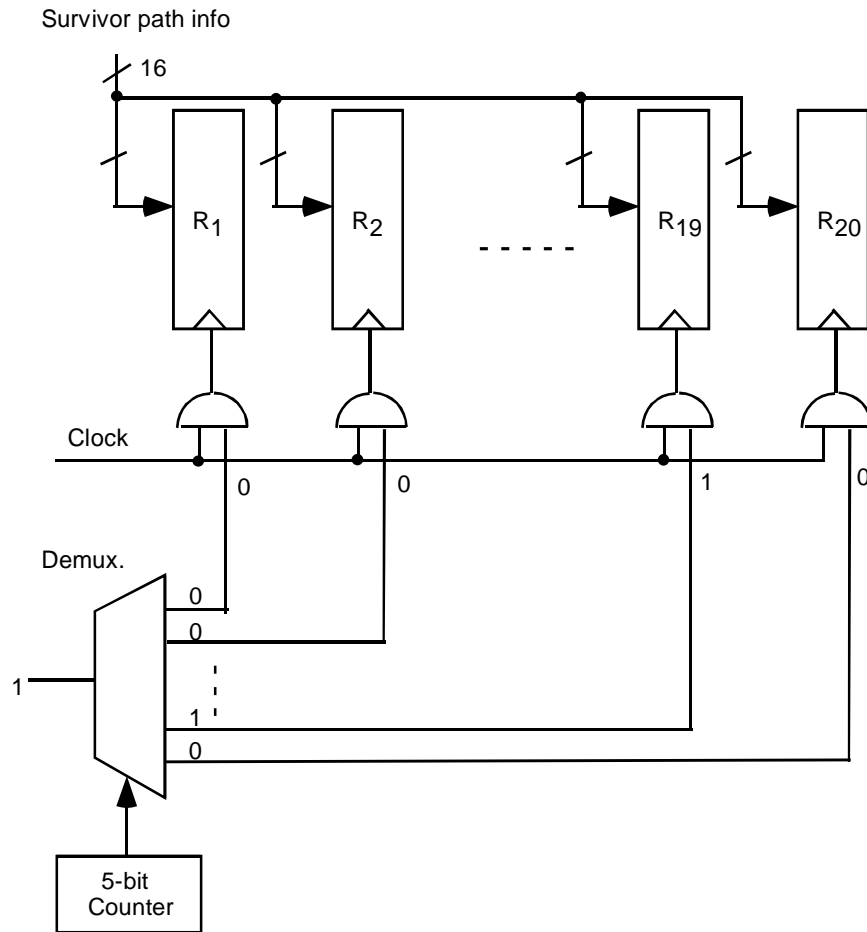 Survivor path info
16
R1
R2
R19
R20
Clock
0
0
1
0
Demux.
0
0
1
1
0
5-bit
Counter